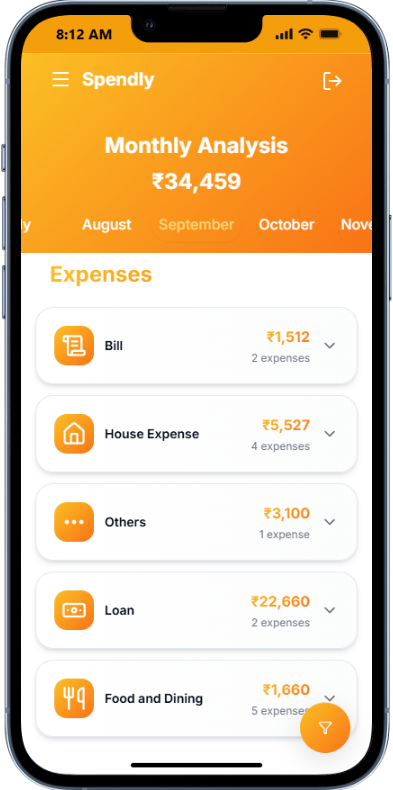 8:12 AM
Spendly
Monthly Analysis
₹34,459
ly August September October Nove
Expenses
Bill
₹1,512
2 expenses
House Expense
₹5,527
4 expenses
Others
₹3,100
1 expense
Loan
₹22,660
2 expenses
Food and Dining
₹1,660
5 expenses